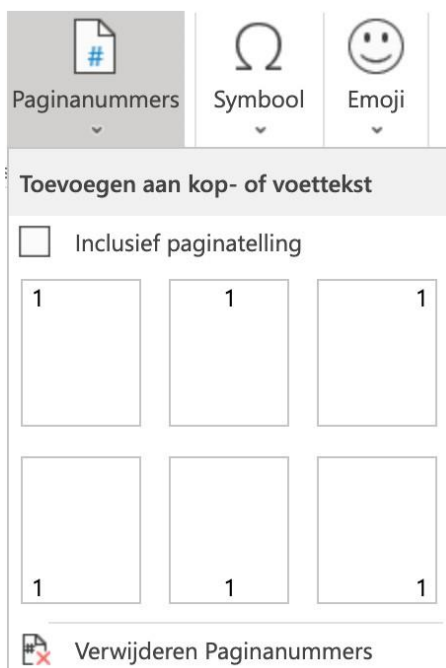 #
Paginanummers
Symbool
Emoji
Toevoegen aan kop- of voettekst
Inclusief paginatelling
1 1 1
1 1 1
# Verwijderen Paginanummers